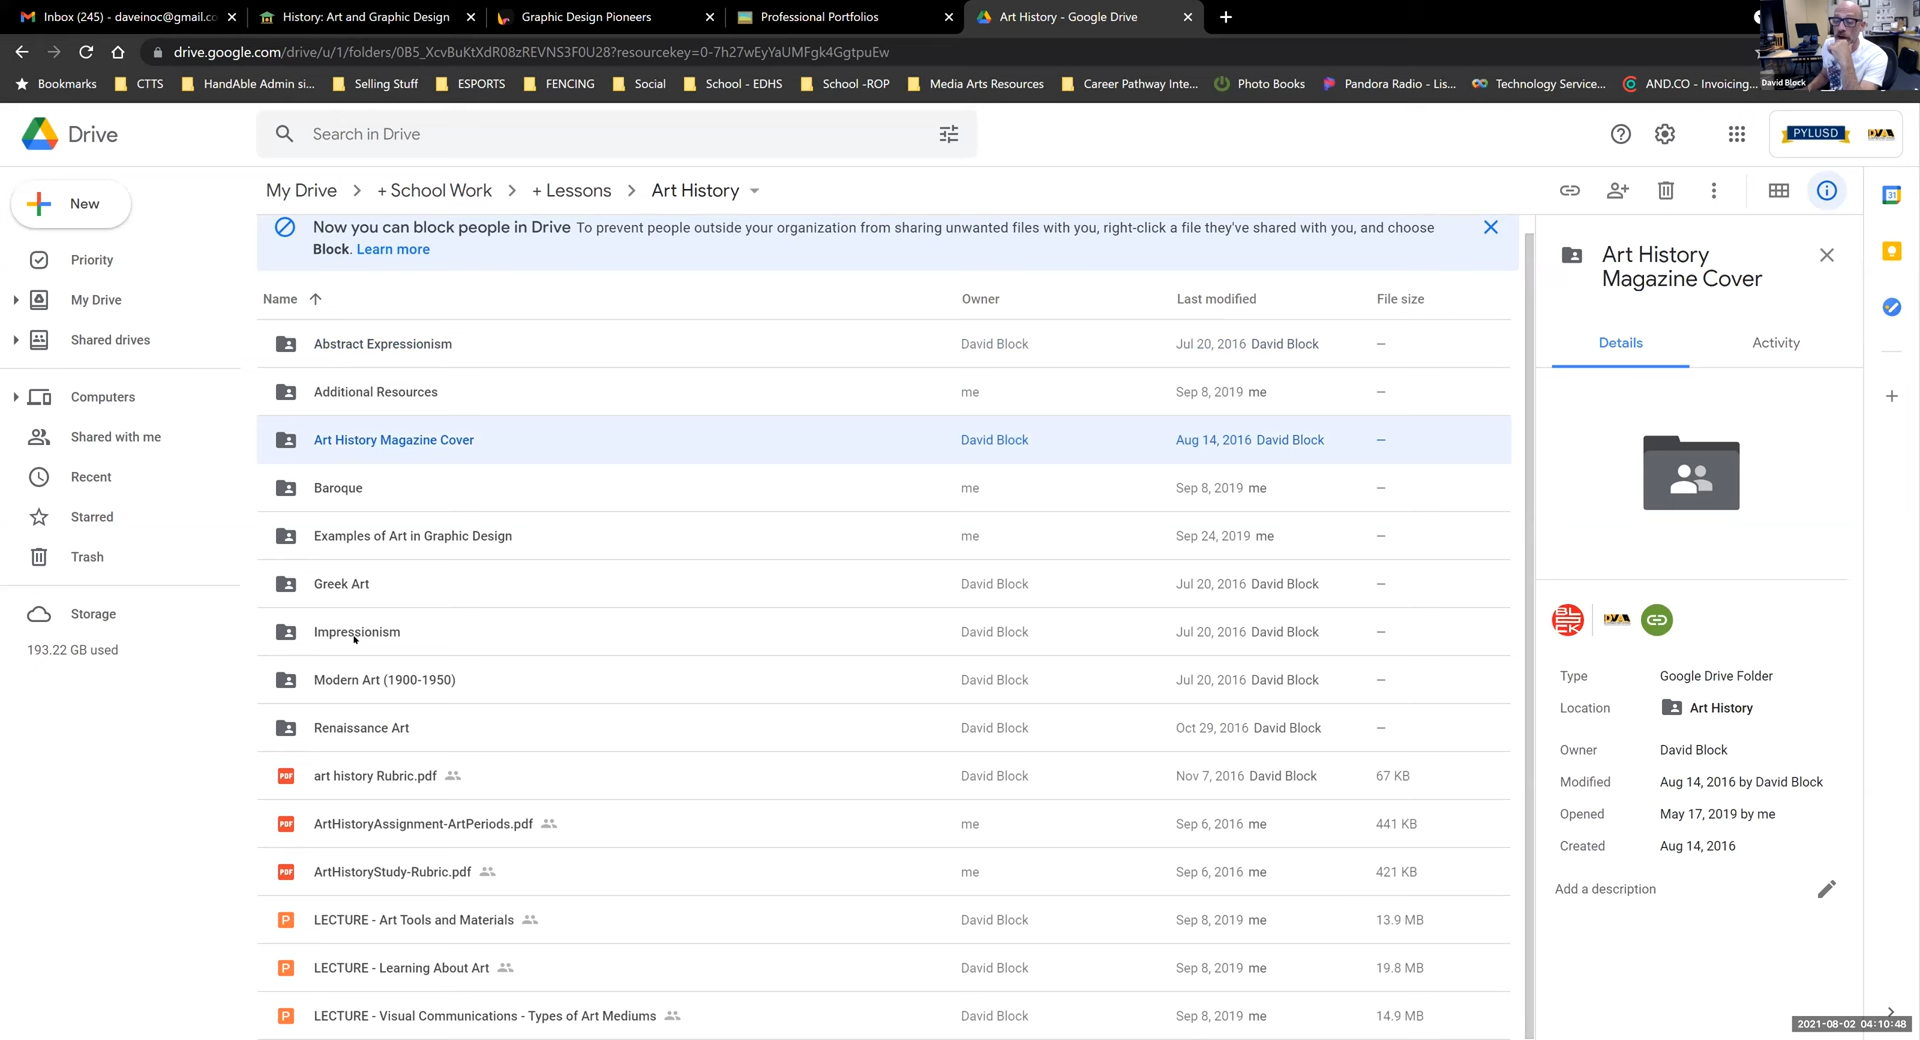 Inbox (245) - daveinoc@gmail.co
History: Art and Graphic Design
Graphic Design Pioneers
Professional Portfolios
Art History - Google Drive
drive.google.com/drive/u/1/folders/0B5_XcvBuKtXdR08zREVNS3F0U28?resourcekey=0-7h27wEyYaUMFgk4GgtpuEw
Bookmarks
CTTS
HandAble Admin si...
Selling Stuff
ESPORTS
FENCING
Social
School - EDHS
School -ROP
Media Arts Resources
Career Pathway Inte...
Photo Books
Pandora Radio - Lis...
Technology Service...
AND.CO - Invoicing...
David Block
Drive
Search in Drive
PYLUSD
DVA
New
My Drive > + School Work > + Lessons > Art History
Now you can block people in Drive To prevent people outside your organization from sharing unwanted files with you, right-click a file they've shared with you, and choose
Block. Learn more
Priority
My Drive
Shared drives
Computers
Shared with me
Recent
Starred
Trash
Storage
193.22 GB used
Name Owner Last modified File size
Abstract Expressionism David Block Jul 20, 2016 David Block —
Additional Resources me Sep 8, 2019 me —
Art History Magazine Cover David Block Aug 14, 2016 David Block —
Baroque me Sep 8, 2019 me —
Examples of Art in Graphic Design me Sep 24, 2019 me —
Greek Art David Block Jul 20, 2016 David Block —
Impressionism David Block Jul 20, 2016 David Block —
Modern Art (1900-1950) David Block Jul 20, 2016 David Block —
Renaissance Art David Block Oct 29, 2016 David Block —
PDF art history Rubric.pdf David Block Nov 7, 2016 David Block 67 KB
PDF ArtHistoryAssignment-ArtPeriods.pdf me Sep 6, 2016 me 441 KB
PDF ArtHistoryStudy-Rubric.pdf me Sep 6, 2016 me 421 KB
P LECTURE - Art Tools and Materials David Block Sep 8, 2019 me 13.9 MB
P LECTURE - Learning About Art David Block Sep 8, 2019 me 19.8 MB
P LECTURE - Visual Communications - Types of Art Mediums David Block Sep 8, 2019 me 14.9 MB
Art History
Magazine Cover
Details Activity
BLOCK
DVA
Type Google Drive Folder
Location Art History
Owner David Block
Modified Aug 14, 2016 by David Block
Opened May 17, 2019 by me
Created Aug 14, 2016
Add a description
31
2021-08-02 04:10:48